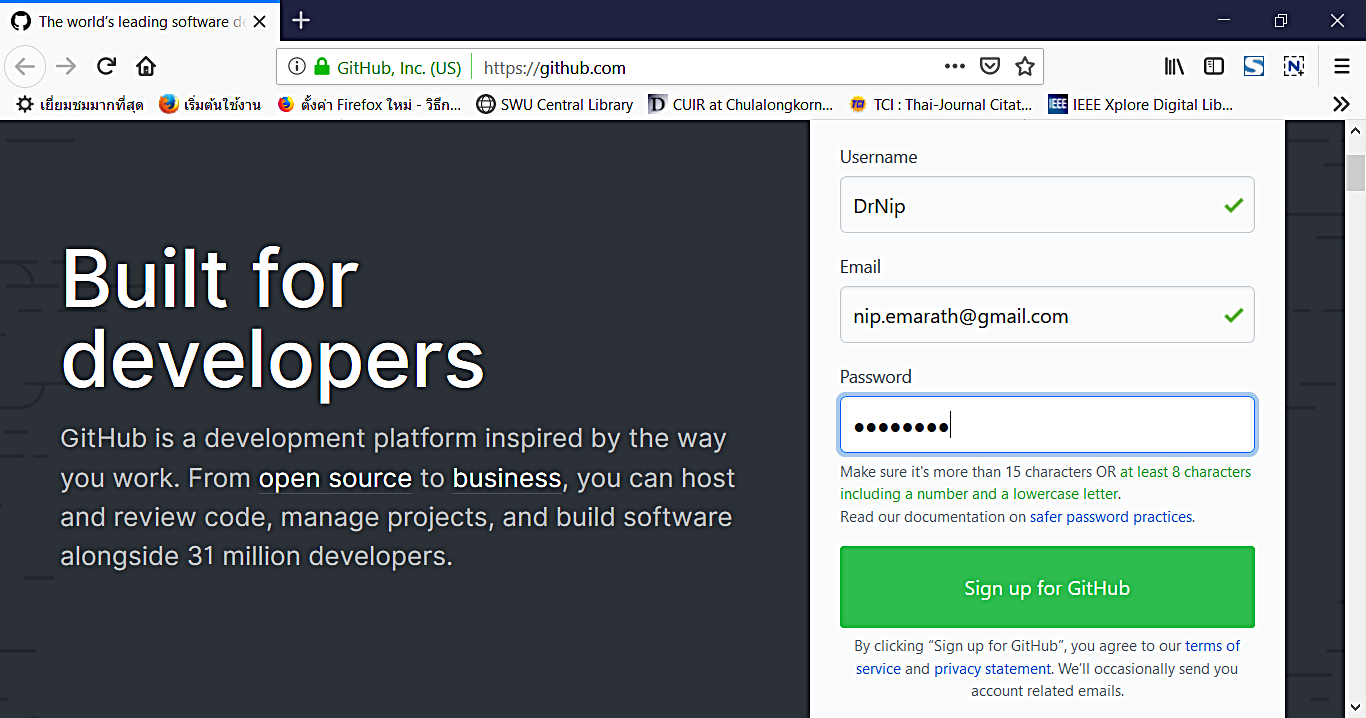 The world's leading software de
GitHub, Inc. (US)
https://github.com
เยี่ยมชมมากที่สุด
เริ่มต้นใช้งาน
ตั้งค่า Firefox ใหม่ - วิธีก...
SWU Central Library
CUIR at Chulalongkorn...
TCI : Thai-Journal Citat...
IEEE Xplore Digital Lib...
Built for
developers
GitHub is a development platform inspired by the way
you work. From open source to business, you can host
and review code, manage projects, and build software
alongside 31 million developers.
Username
DrNip
Email
nip.emarath@gmail.com
Password
●●●●●●●●
Make sure it's more than 15 characters OR at least 8 characters
including a number and a lowercase letter.
Read our documentation on safer password practices.
Sign up for GitHub
By clicking “Sign up for GitHub”, you agree to our terms of
service and privacy statement. We’ll occasionally send you
account related emails.